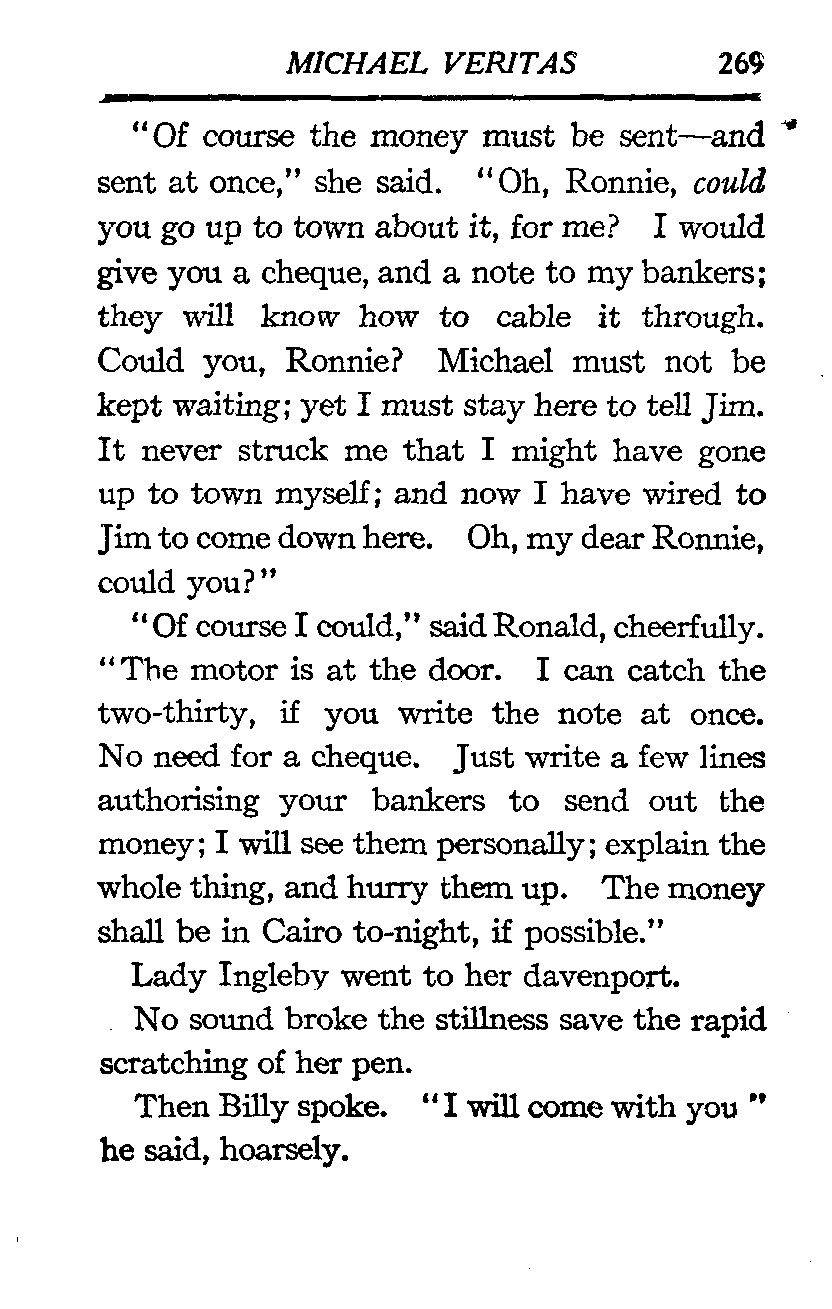 MICHAEL VERITAS 269
"Of course the money must be sent—and
sent at once," she said. "Oh, Ronnie, could
you go up to town about it, for me? I would
give you a cheque, and a note to my bankers;
they will know how to cable it through.
Could you, Ronnie? Michael must not be
kept waiting; yet I must stay here to tell Jim.
It never struck me that I might have gone
up to town myself; and now I have wired to
Jim to come down here. Oh, my dear Ronnie,
could you?"
"Of course I could," said Ronald, cheerfully.
"The motor is at the door. I can catch the
two-thirty, if you write the note at once.
No need for a cheque. Just write a few lines
authorising your bankers to send out the
money; I will see them personally; explain the
whole thing, and hurry them up. The money
shall be in Cairo to-night, if possible."
Lady Ingleby went to her davenport.
No sound broke the stillness save the rapid
scratching of her pen.
Then Billy spoke. "I will come with you "
he said, hoarsely.